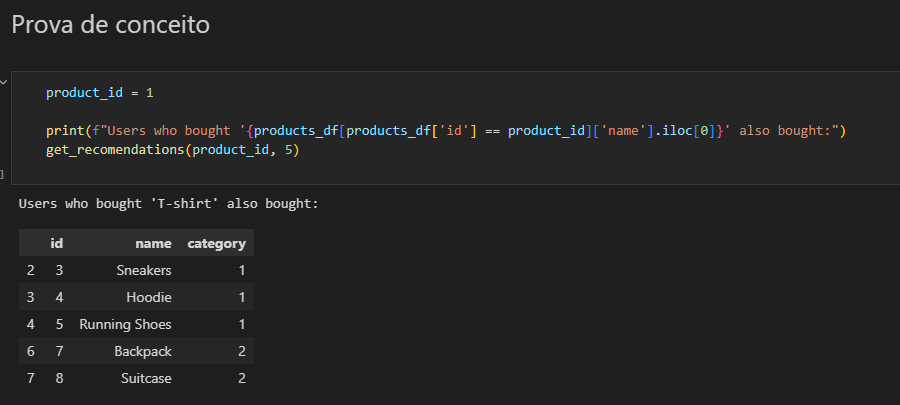 Prova de conceito
product_id = 1
print(f"Users who bought '{products_df[products_df['id'] == product_id]['name'].iloc[0]}' also bought:")
get_recomendations(product_id, 5)
]
Users who bought 'T-shirt' also bought:
id name category
2 3 Sneakers 1
3 4 Hoodie 1
4 5 Running Shoes 1
6 7 Backpack 2
7 8 Suitcase 2